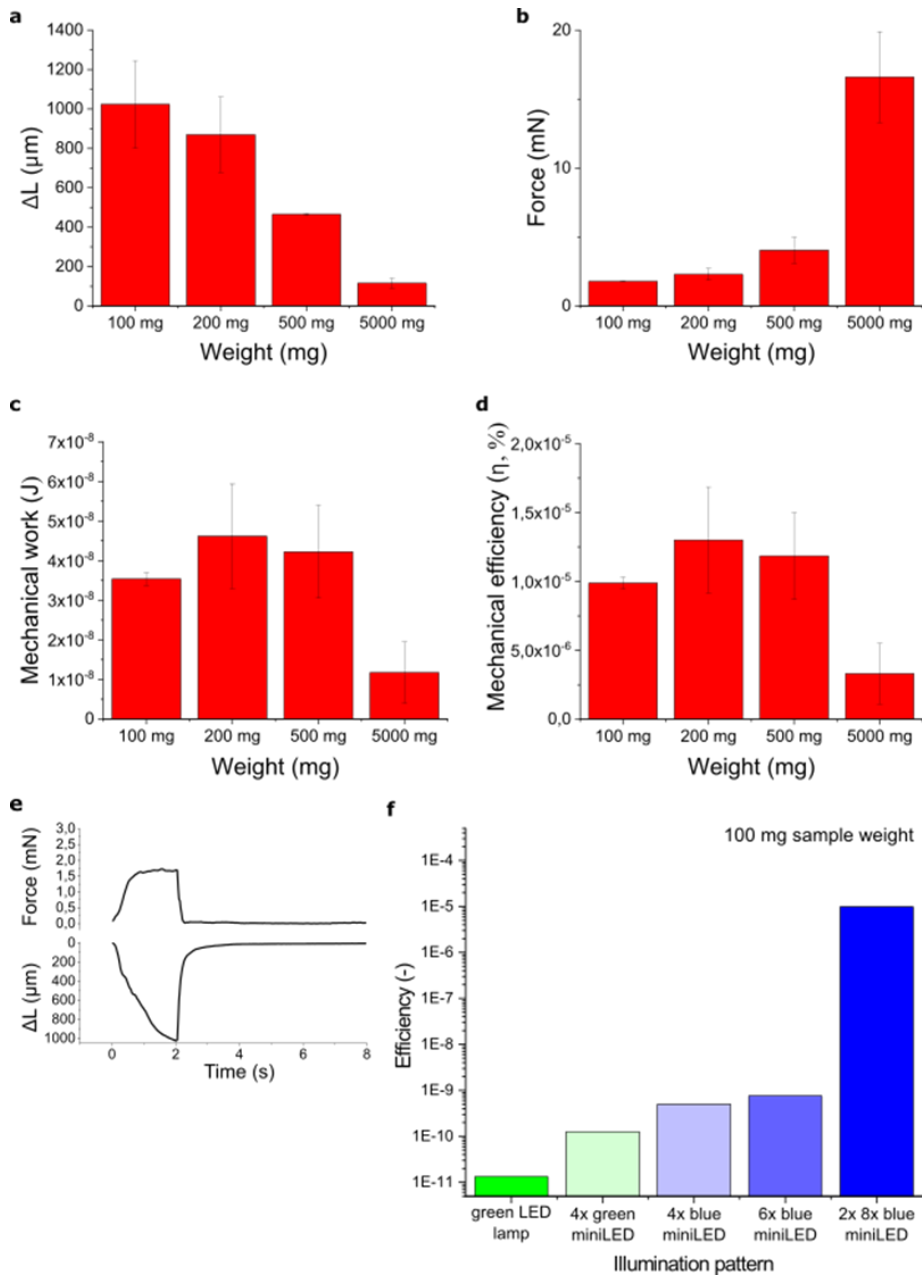 a
1400
1200
1000
800
600
400
200
0
ΔL (µm)
100 mg 200 mg 500 mg 5000 mg
Weight (mg)
b
20
10
0
Force (mN)
100 mg 200 mg 500 mg 5000 mg
Weight (mg)
c
7x10⁻⁸
6x10⁻⁸
5x10⁻⁸
4x10⁻⁸
3x10⁻⁸
2x10⁻⁸
1x10⁻⁸
0
Mechanical work (J)
100 mg 200 mg 500 mg 5000 mg
Weight (mg)
d
2,0x10⁻⁵
1,5x10⁻⁵
1,0x10⁻⁵
5,0x10⁻⁶
0,0
Mechanical efficiency (η, %)
100 mg 200 mg 500 mg 5000 mg
Weight (mg)
e
3,0
2,5
2,0
1,5
1,0
0,5
0,0
Force (mN)
0
200
400
600
800
1000
ΔL (µm)
0 2 4 6 8
Time (s)
f
100 mg sample weight
1E-4
1E-5
1E-6
1E-7
1E-8
1E-9
1E-10
1E-11
Efficiency (-)
green LED 4x green 4x blue 6x blue 2x 8x blue
lamp miniLED miniLED miniLED miniLED
Illumination pattern